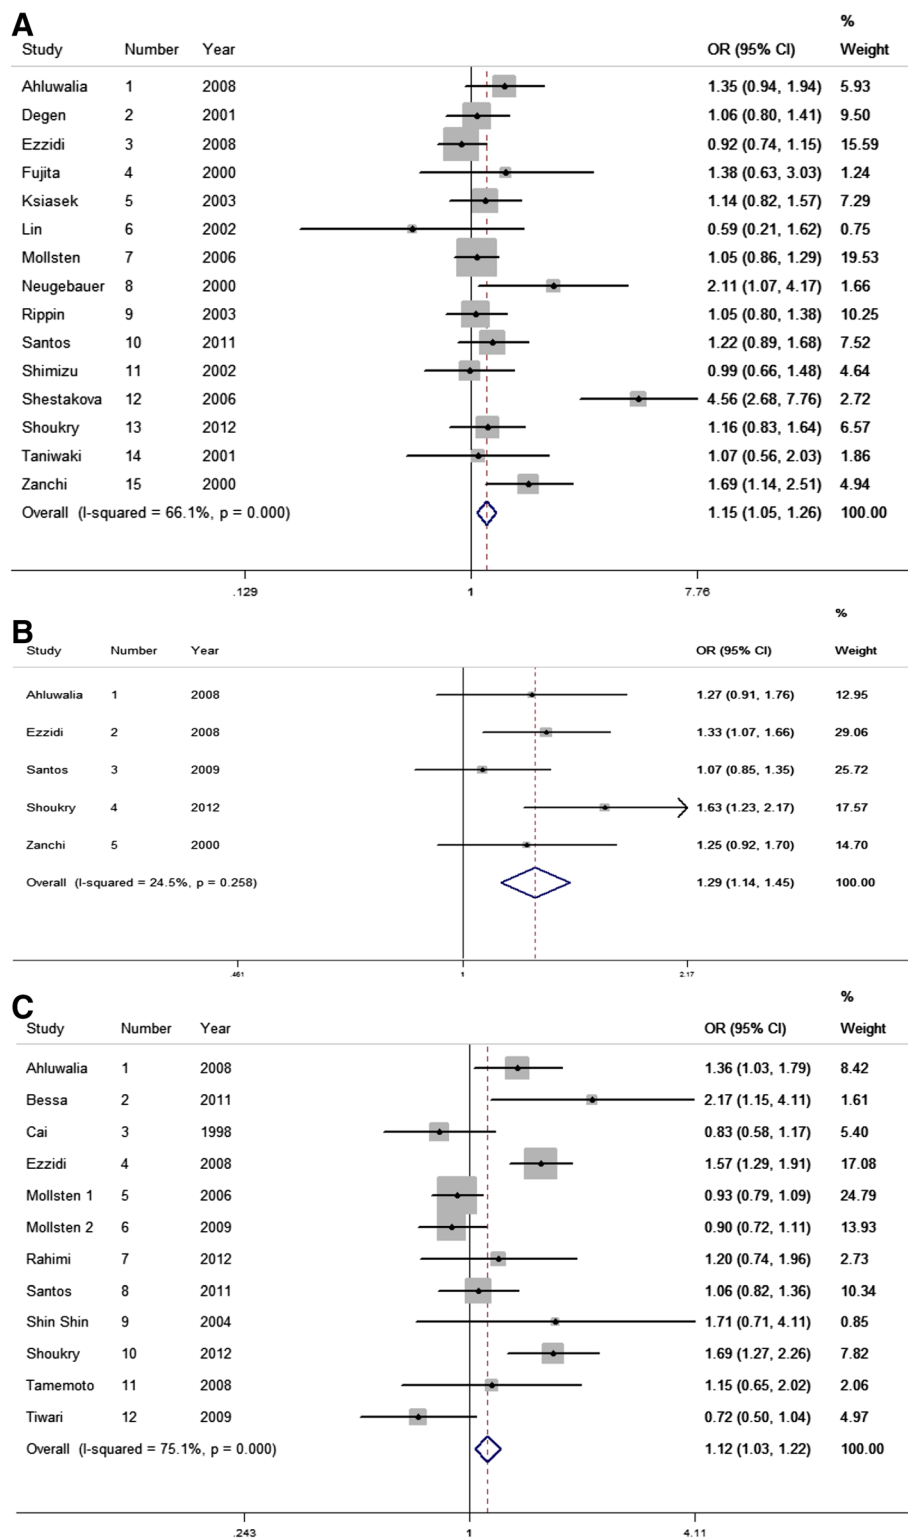 A
%
Study Number Year OR (95% CI) Weight
Ahluwalia 1 2008 1.35 (0.94, 1.94) 5.93
Degen 2 2001 1.06 (0.80, 1.41) 9.50
Ezzidi 3 2008 0.92 (0.74, 1.15) 15.59
Fujita 4 2000 1.38 (0.63, 3.03) 1.24
Ksiasek 5 2003 1.14 (0.82, 1.57) 7.29
Lin 6 2002 0.59 (0.21, 1.62) 0.75
Mollsten 7 2006 1.05 (0.86, 1.29) 19.53
Neugebauer 8 2000 2.11 (1.07, 4.17) 1.66
Rippin 9 2003 1.05 (0.80, 1.38) 10.25
Santos 10 2011 1.22 (0.89, 1.68) 7.52
Shimizu 11 2002 0.99 (0.66, 1.48) 4.64
Shestakova 12 2006 4.56 (2.68, 7.76) 2.72
Shoukry 13 2012 1.16 (0.83, 1.64) 6.57
Taniwaki 14 2001 1.07 (0.56, 2.03) 1.86
Zanchi 15 2000 1.69 (1.14, 2.51) 4.94
Overall (I-squared = 66.1%, p = 0.000) 1.15 (1.05, 1.26) 100.00
.129 1 7.76
B
%
Study Number Year OR (95% CI) Weight
Ahluwalia 1 2008 1.27 (0.91, 1.76) 12.95
Ezzidi 2 2008 1.33 (1.07, 1.66) 29.06
Santos 3 2009 1.07 (0.85, 1.35) 25.72
Shoukry 4 2012 1.63 (1.23, 2.17) 17.57
Zanchi 5 2000 1.25 (0.92, 1.70) 14.70
Overall (I-squared = 24.5%, p = 0.258) 1.29 (1.14, 1.45) 100.00
.461 1 2.17
C
%
Study Number Year OR (95% CI) Weight
Ahluwalia 1 2008 1.36 (1.03, 1.79) 8.42
Bessa 2 2011 2.17 (1.15, 4.11) 1.61
Cai 3 1998 0.83 (0.58, 1.17) 5.40
Ezzidi 4 2008 1.57 (1.29, 1.91) 17.08
Mollsten 1 5 2006 0.93 (0.79, 1.09) 24.79
Mollsten 2 6 2009 0.90 (0.72, 1.11) 13.93
Rahimi 7 2012 1.20 (0.74, 1.96) 2.73
Santos 8 2011 1.06 (0.82, 1.36) 10.34
Shin Shin 9 2004 1.71 (0.71, 4.11) 0.85
Shoukry 10 2012 1.69 (1.27, 2.26) 7.82
Tamemoto 11 2008 1.15 (0.65, 2.02) 2.06
Tiwari 12 2009 0.72 (0.50, 1.04) 4.97
Overall (I-squared = 75.1%, p = 0.000) 1.12 (1.03, 1.22) 100.00
.243 1 4.11